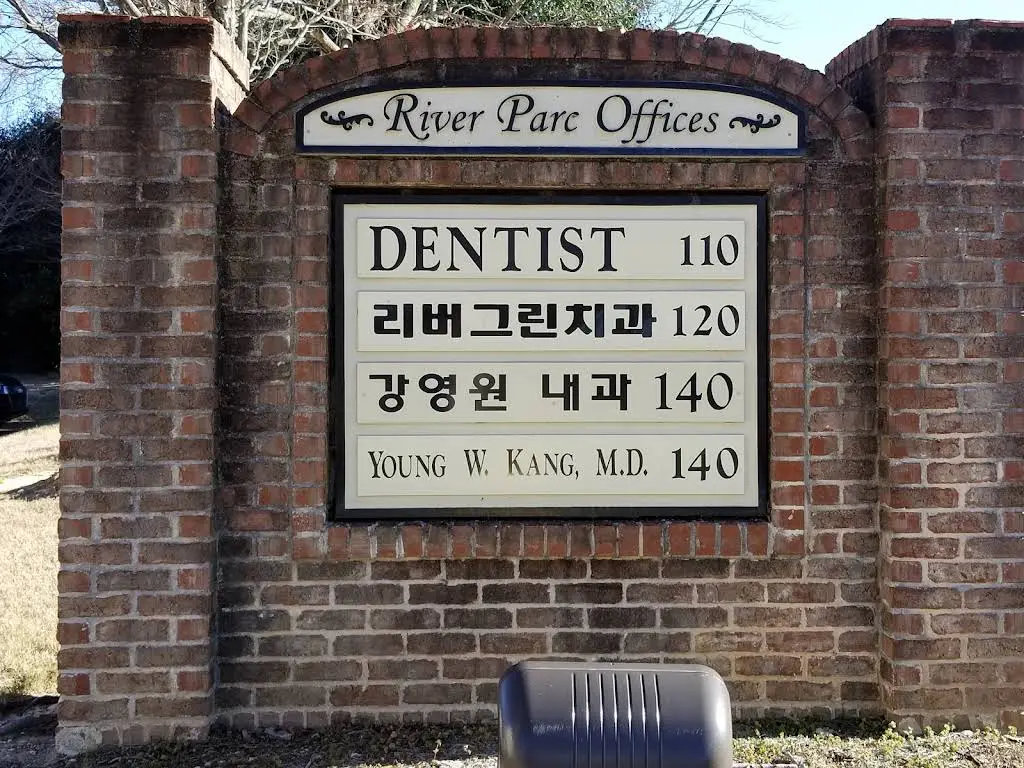 River Parc Offices
DENTIST 110
리버그린치과 120
강영원 내과 140
YOUNG W. KANG, M.D. 140